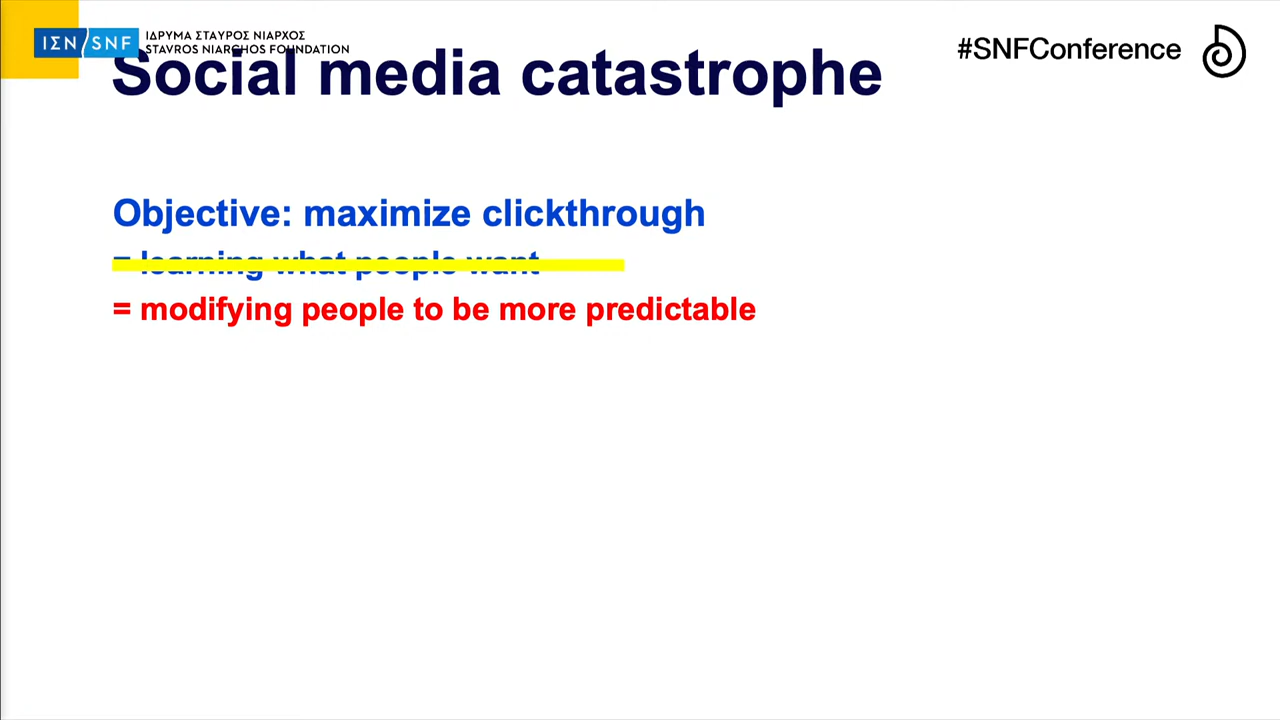 ΙΣΝ/SNF
ΙΔΡΥΜΑ ΣΤΑΥΡΟΣ ΝΙΑΡΧΟΣ
STAVROS NIARCHOS FOUNDATION
#SNFConference
Social media catastrophe
Objective: maximize clickthrough
= learning what people want
= modifying people to be more predictable